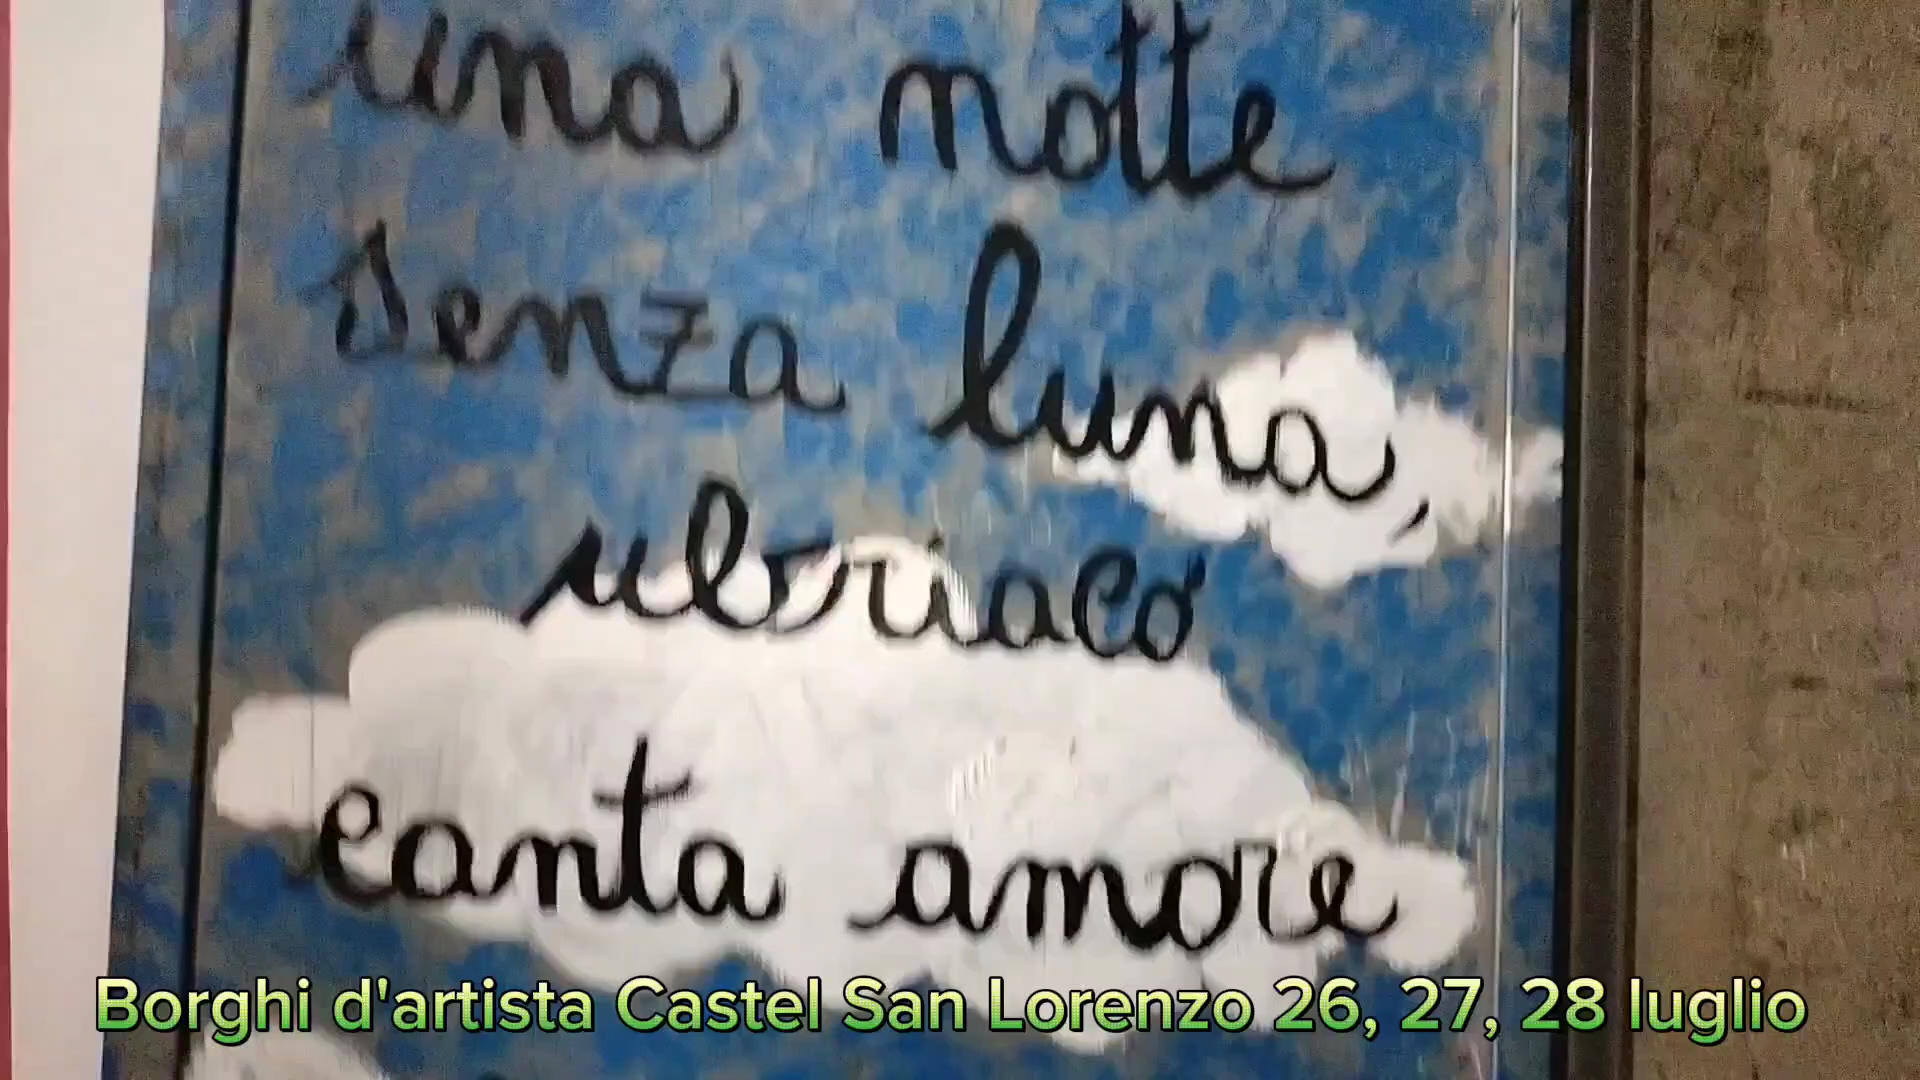 una notte
senza luna,
ubriaco
canta amore
Borghi d'artista Castel San Lorenzo 26, 27, 28 luglio